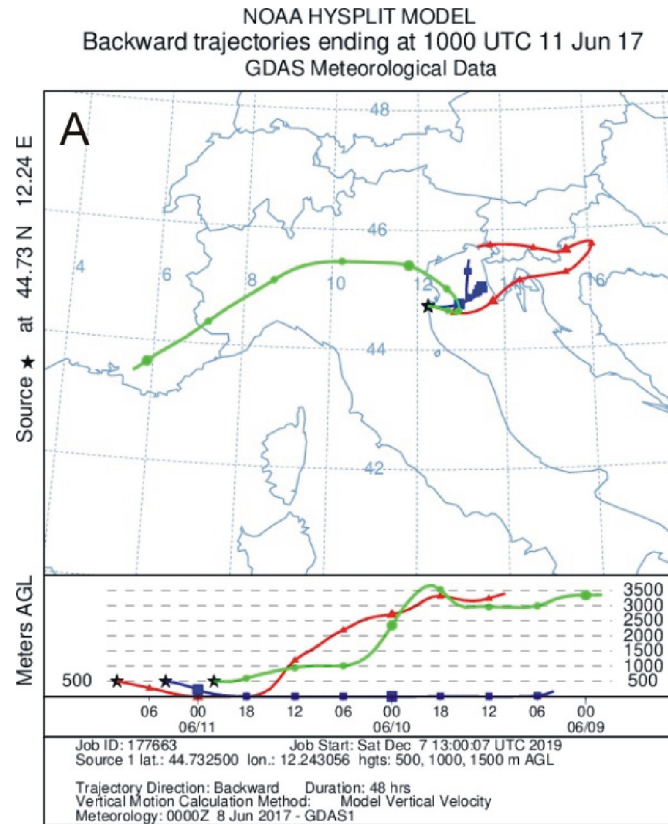 NOAA HYSPLIT MODEL
Backward trajectories ending at 1000 UTC 11 Jun 17
GDAS Meteorological Data
Source ★ at 44.73 N 12.24 E
A
48
46
4 6 8 10 12 16
44
42
Meters AGL
3500
3000
2500
2000
1500
1000
500 500
06 00 18 12 06 00 18 12 06 00
06/11 06/10 06/09
Job ID: 177663 Job Start: Sat Dec 7 13:00:07 UTC 2019
Source 1 lat.: 44.732500 lon.: 12.243056 hgts: 500, 1000, 1500 m AGL
Trajectory Direction: Backward Duration: 48 hrs
Vertical Motion Calculation Method: Model Vertical Velocity
Meteorology: 0000Z 8 Jun 2017 - GDAS1